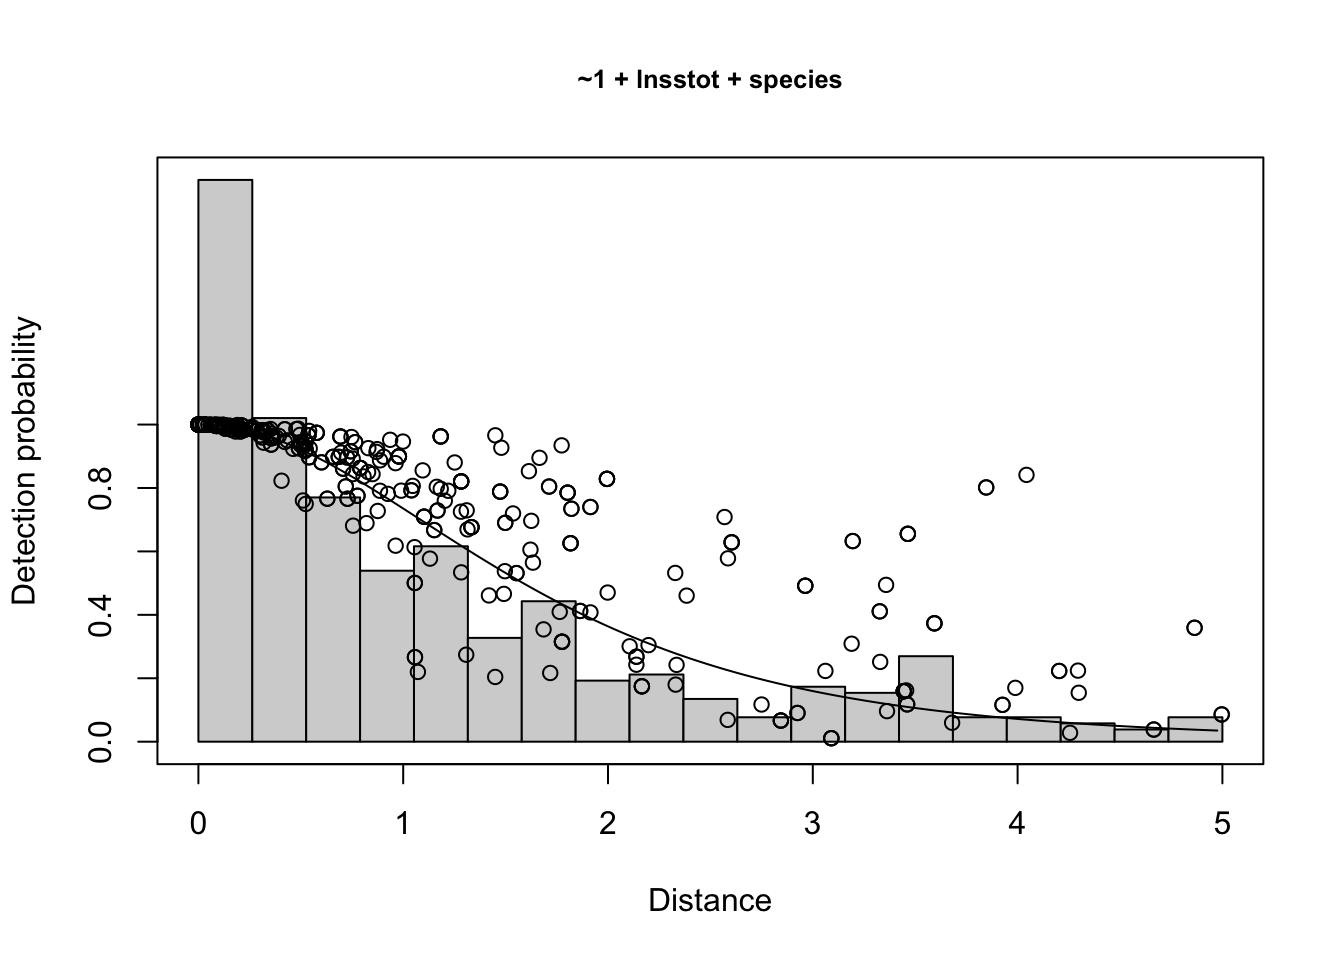 ~1 + lnsstot + species
Detection probability
0.8
0.4
0.0
0 1 2 3 4 5
Distance